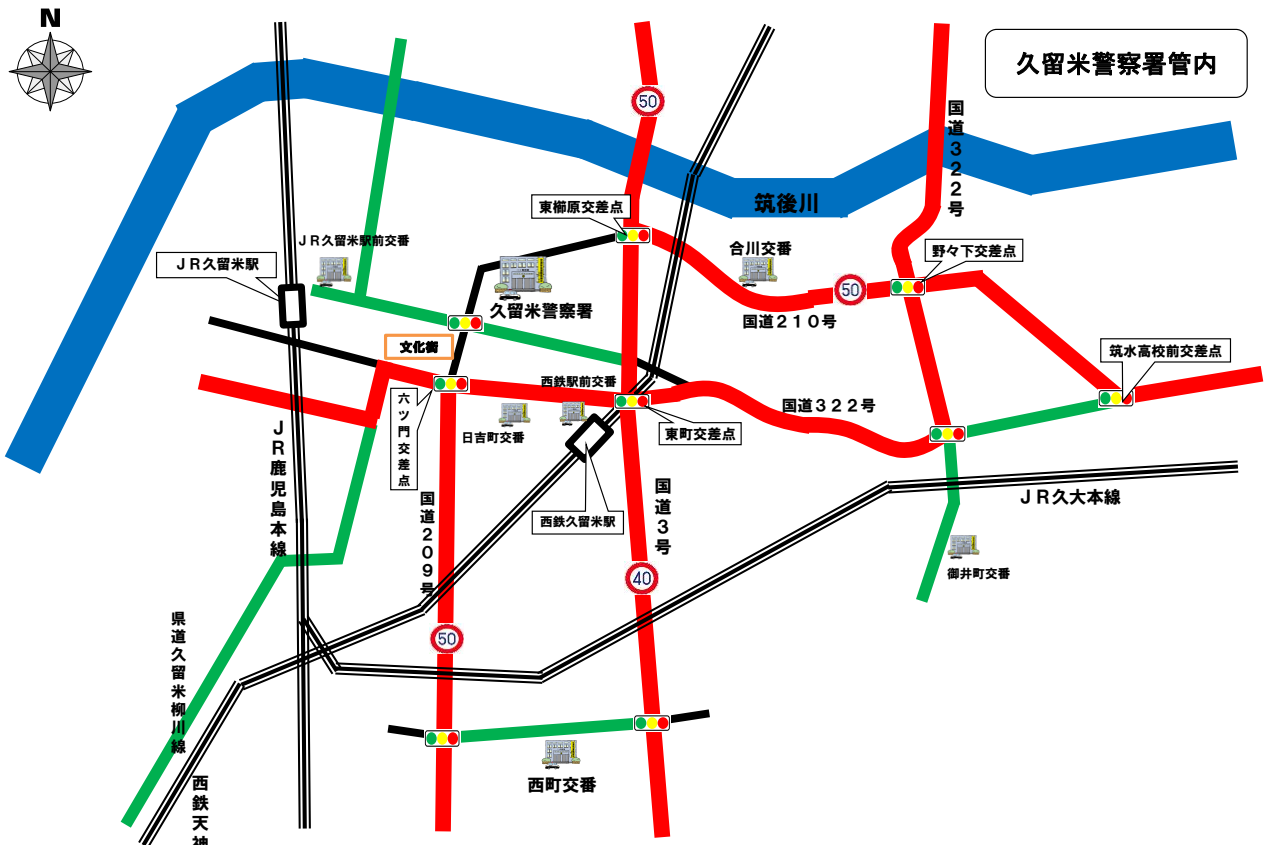 N
久留米警察署管内
50
国道322号
筑後川
東櫛原交差点
JR久留米駅前交番
合川交番
野々下交差点
JR久留米駅
久留米警察署
50
国道210号
文化街
西鉄駅前交番
筑水高校前交差点
六ツ門交差点
日吉町交番
国道322号
東町交差点
JR鹿児島本線
国道209号
西鉄久留米駅
国道3号
JR久大本線
40
御井町交番
50
県道久留米柳川線
西町交番
西鉄天神